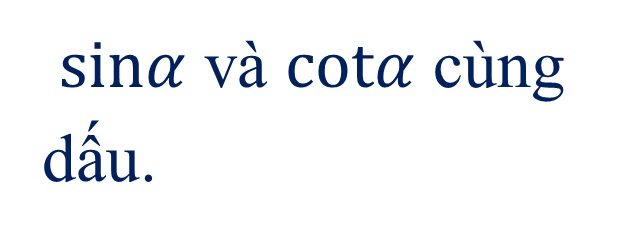 sinα và cotα cùng
dấu.